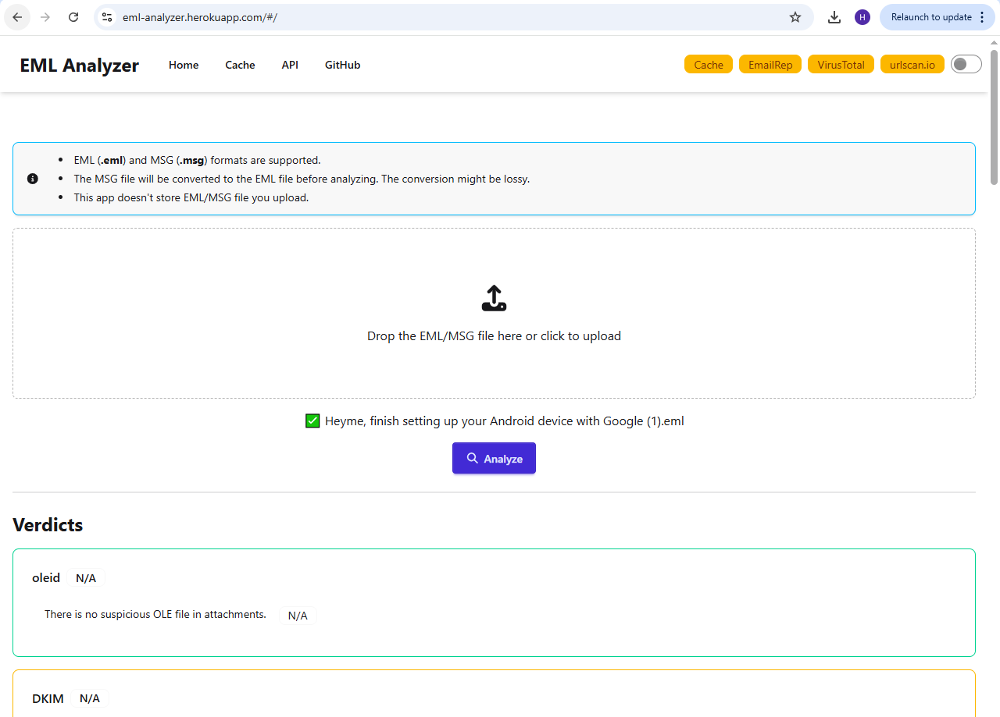 eml-analyzer.herokuapp.com/#/
H
Relaunch to update
EML Analyzer
Home
Cache
API
GitHub
Cache
EmailRep
VirusTotal
urlscan.io
EML (.eml) and MSG (.msg) formats are supported.
The MSG file will be converted to the EML file before analyzing. The conversion might be lossy.
This app doesn't store EML/MSG file you upload.
Drop the EML/MSG file here or click to upload
Heyme, finish setting up your Android device with Google (1).eml
Analyze
Verdicts
oleid N/A
There is no suspicious OLE file in attachments. N/A
DKIM N/A